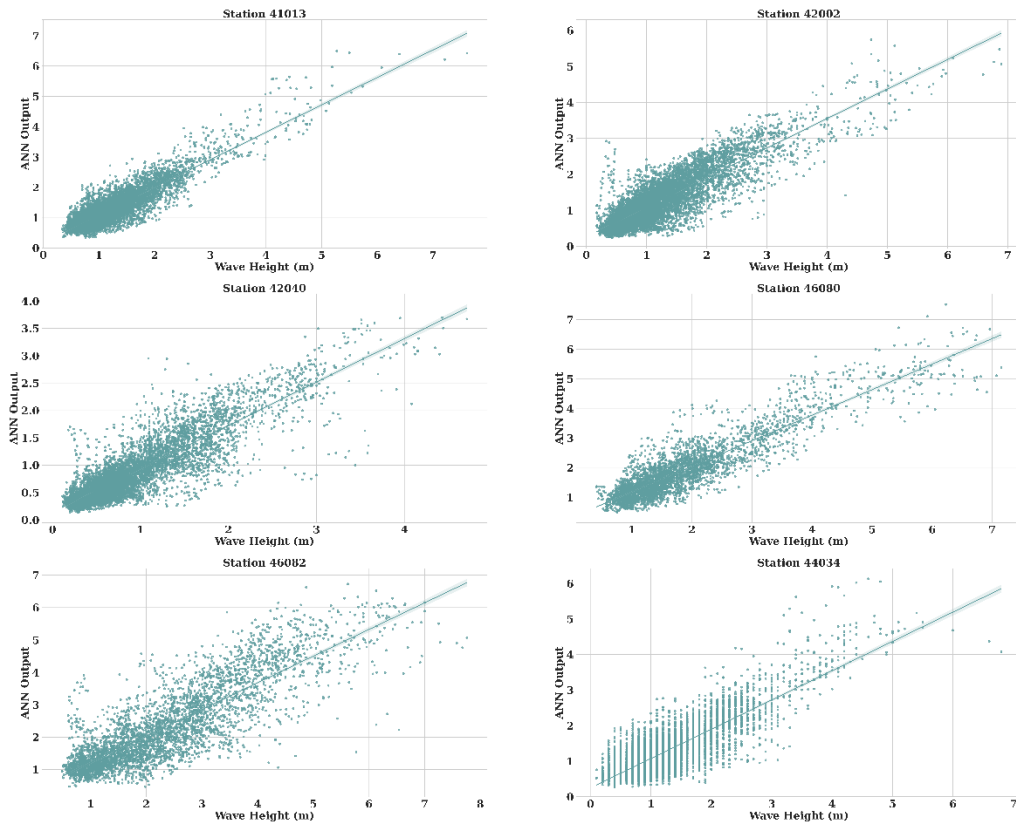 Station 41013
7
6
5
4
3
2
1
0
ANN Output
0 1 2 3 4 5 6 7
Wave Height (m)
Station 42002
6
5
4
3
2
1
0
ANN Output
0 1 2 3 4 5 6 7
Wave Height (m)
Station 42040
4.0
3.5
3.0
2.5
2.0
1.5
1.0
0.5
0.0
ANN Output
0 1 2 3 4
Wave Height (m)
Station 46080
7
6
5
4
3
2
1
ANN Output
1 2 3 4 5 6 7
Wave Height (m)
Station 46082
7
6
5
4
3
2
1
ANN Output
1 2 3 4 5 6 7 8
Wave Height (m)
Station 44034
6
5
4
3
2
1
0
ANN Output
0 1 2 3 4 5 6 7
Wave Height (m)